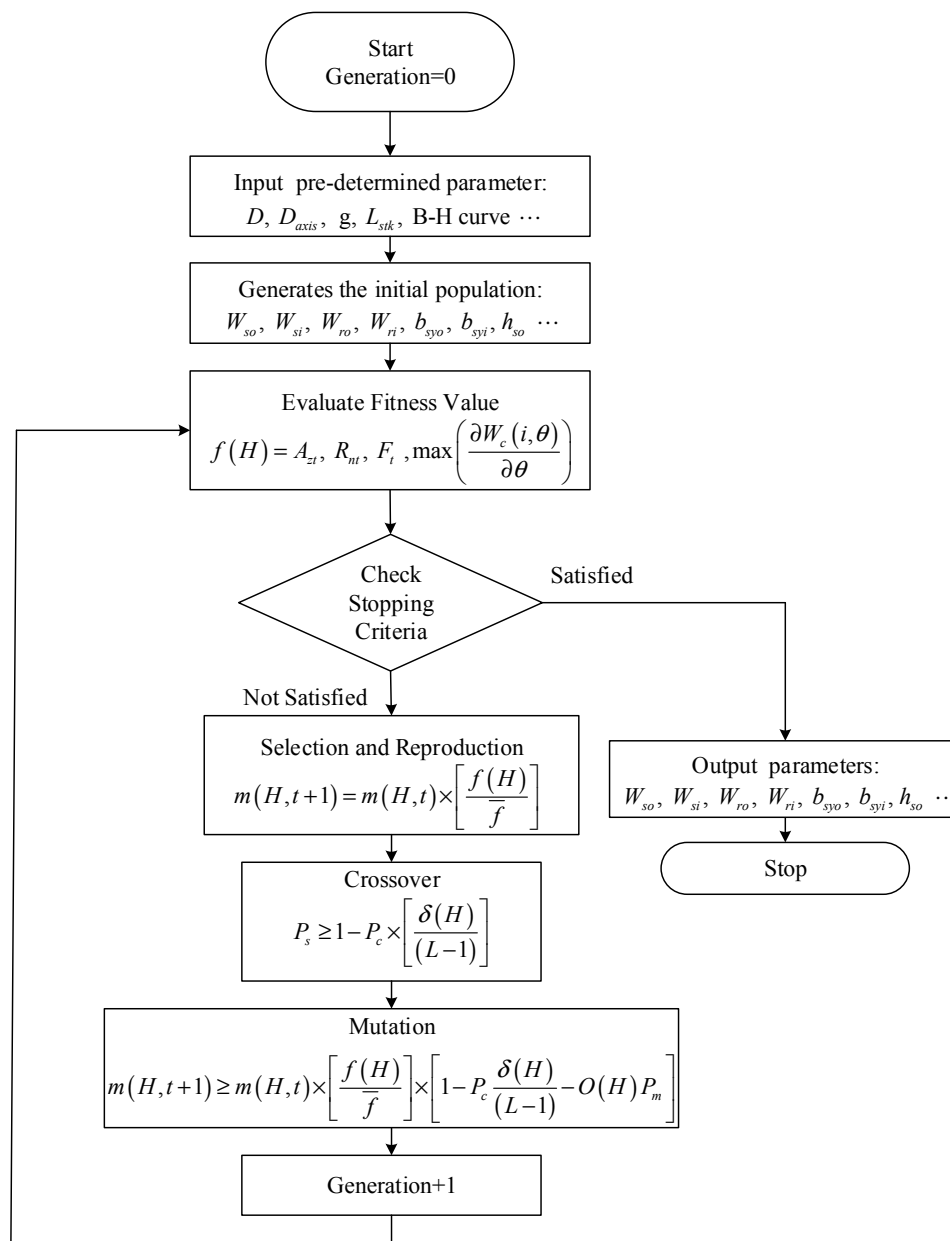 Start
Generation=0
Input pre-determined parameter:
D, D_axis, g, L_stk, B-H curve ⋯
Generates the initial population:
W_so, W_si, W_ro, W_ri, b_syo, b_syi, h_so ⋯
Evaluate Fitness Value
f(H) = A_zt, R_nt, F_t, max(∂W_c(i,θ)/∂θ)
Check
Stopping
Criteria
Satisfied
Not Satisfied
Selection and Reproduction
m(H,t+1) = m(H,t)×[f(H)/f̅]
Output parameters:
W_so, W_si, W_ro, W_ri, b_syo, b_syi, h_so ⋯
Stop
Crossover
P_s ≥ 1−P_c×[δ(H)/(L−1)]
Mutation
m(H,t+1) ≥ m(H,t)×[f(H)/f̅]×[1−P_c δ(H)/(L−1)−O(H)P_m]
Generation+1